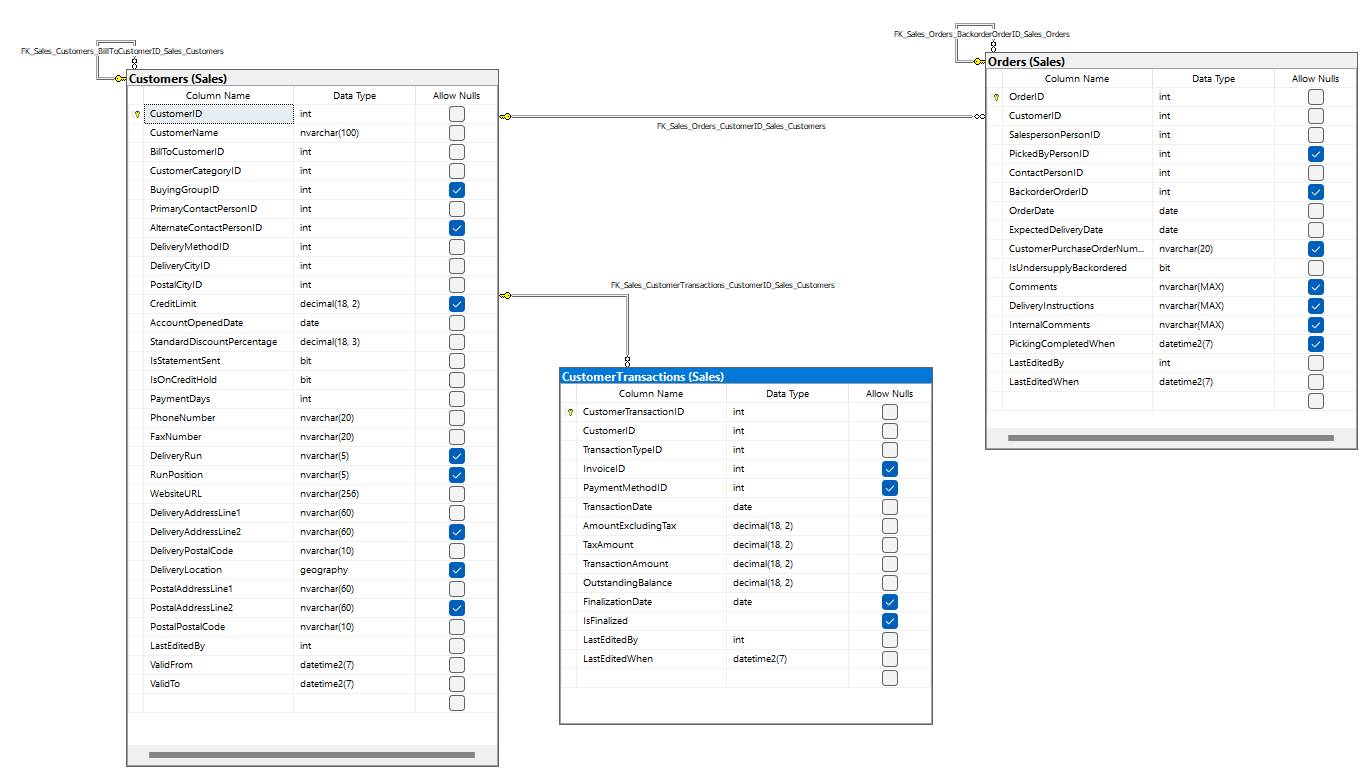 FK_Sales_Customers_BillToCustomerID_Sales_Customers
Customers (Sales)
Column Name Data Type Allow Nulls
CustomerID int
CustomerName nvarchar(100)
BillToCustomerID int
CustomerCategoryID int
BuyingGroupID int
PrimaryContactPersonID int
AlternateContactPersonID int
DeliveryMethodID int
DeliveryCityID int
PostalCityID int
CreditLimit decimal(18, 2)
AccountOpenedDate date
StandardDiscountPercentage decimal(18, 3)
IsStatementSent bit
IsOnCreditHold bit
PaymentDays int
PhoneNumber nvarchar(20)
FaxNumber nvarchar(20)
DeliveryRun nvarchar(5)
RunPosition nvarchar(5)
WebsiteURL nvarchar(256)
DeliveryAddressLine1 nvarchar(60)
DeliveryAddressLine2 nvarchar(60)
DeliveryPostalCode nvarchar(10)
DeliveryLocation geography
PostalAddressLine1 nvarchar(60)
PostalAddressLine2 nvarchar(60)
PostalPostalCode nvarchar(10)
LastEditedBy int
ValidFrom datetime2(7)
ValidTo datetime2(7)
FK_Sales_Orders_CustomerID_Sales_Customers
FK_Sales_CustomerTransactions_CustomerID_Sales_Customers
CustomerTransactions (Sales)
Column Name Data Type Allow Nulls
CustomerTransactionID int
CustomerID int
TransactionTypeID int
InvoiceID int
PaymentMethodID int
TransactionDate date
AmountExcludingTax decimal(18, 2)
TaxAmount decimal(18, 2)
TransactionAmount decimal(18, 2)
OutstandingBalance decimal(18, 2)
FinalizationDate date
IsFinalized
LastEditedBy int
LastEditedWhen datetime2(7)
FK_Sales_Orders_BackorderOrderID_Sales_Orders
Orders (Sales)
Column Name Data Type Allow Nulls
OrderID int
CustomerID int
SalespersonPersonID int
PickedByPersonID int
ContactPersonID int
BackorderOrderID int
OrderDate date
ExpectedDeliveryDate date
CustomerPurchaseOrderNum... nvarchar(20)
IsUndersupplyBackordered bit
Comments nvarchar(MAX)
DeliveryInstructions nvarchar(MAX)
InternalComments nvarchar(MAX)
PickingCompletedWhen datetime2(7)
LastEditedBy int
LastEditedWhen datetime2(7)